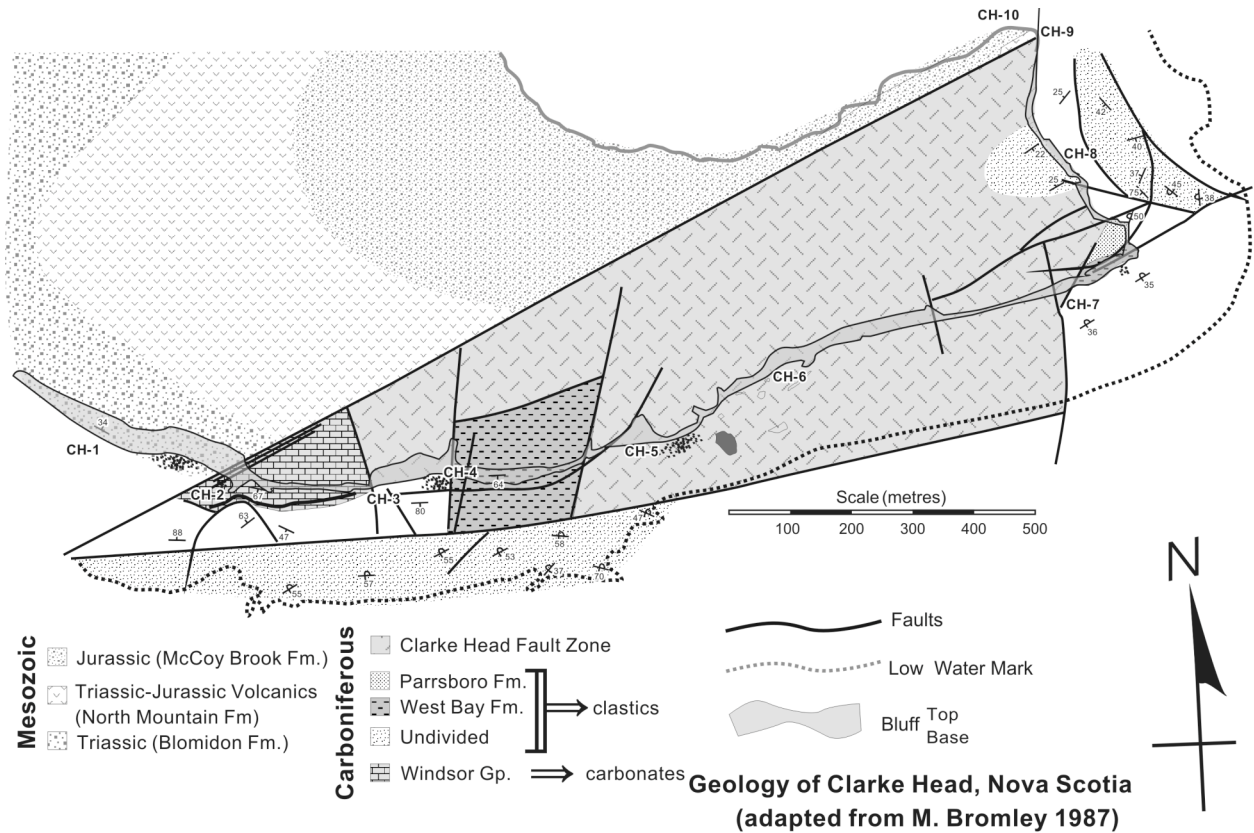 CH-10
CH-9
25
42
40
22
CH-8
37
25
75
45
38
50
35
CH-7
36
CH-6
34
CH-1
CH-5
CH-4
CH-2
67
CH-3
64
80
63
47
88
47
58
55
53
37
70
57
55
Scale (metres)
100 200 300 400 500
N
Mesozoic
Jurassic (McCoy Brook Fm.)
Triassic-Jurassic Volcanics
(North Mountain Fm)
Triassic (Blomidon Fm.)
Carboniferous
Clarke Head Fault Zone
Parrsboro Fm.
West Bay Fm.
clastics
Undivided
Windsor Gp.
carbonates
Faults
Low Water Mark
Bluff Top
Base
Geology of Clarke Head, Nova Scotia
(adapted from M. Bromley 1987)